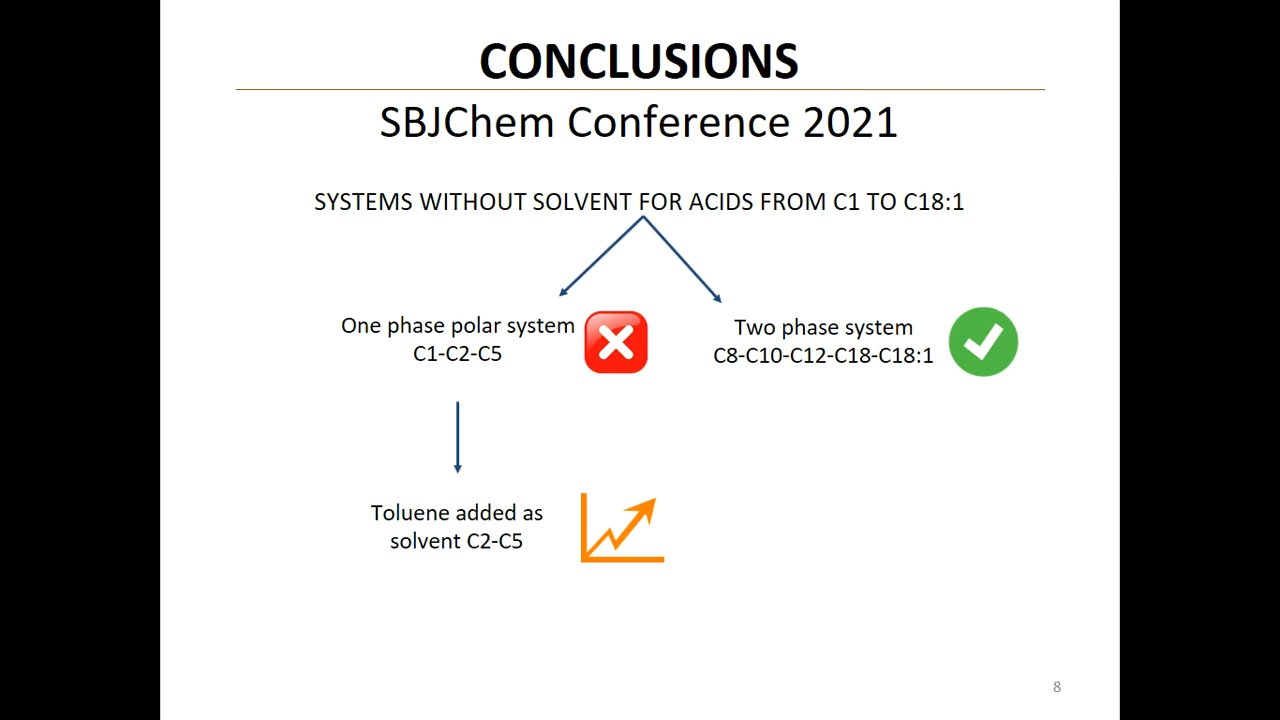 CONCLUSIONS
SBJChem Conference 2021
SYSTEMS WITHOUT SOLVENT FOR ACIDS FROM C1 TO C18:1
One phase polar system
C1-C2-C5
Two phase system
C8-C10-C12-C18-C18:1
Toluene added as
solvent C2-C5
8